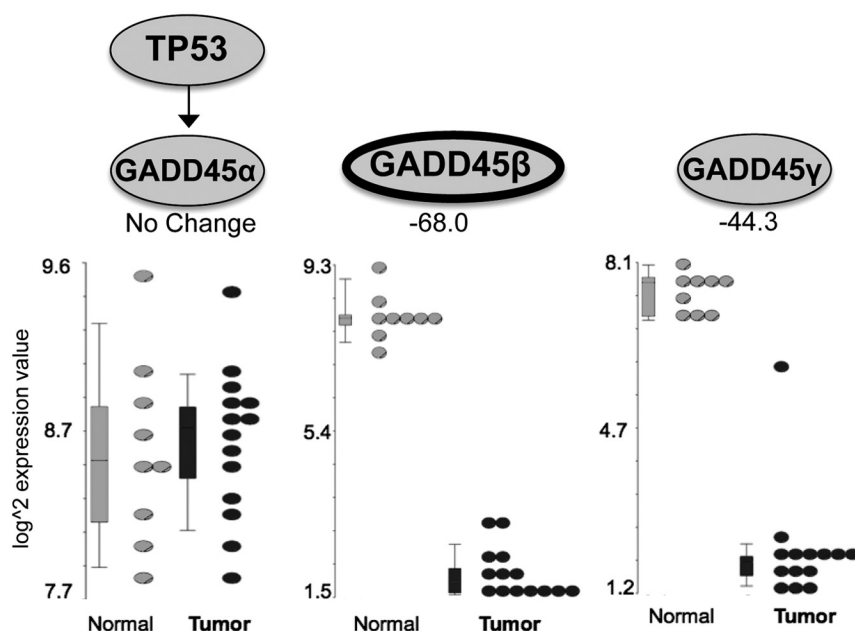 TP53
GADD45α
GADD45β
GADD45γ
No Change
-68.0
-44.3
log^2 expression value
9.6
8.7
7.7
9.3
5.4
1.5
8.1
4.7
1.2
Normal Tumor
Normal Tumor
Normal Tumor